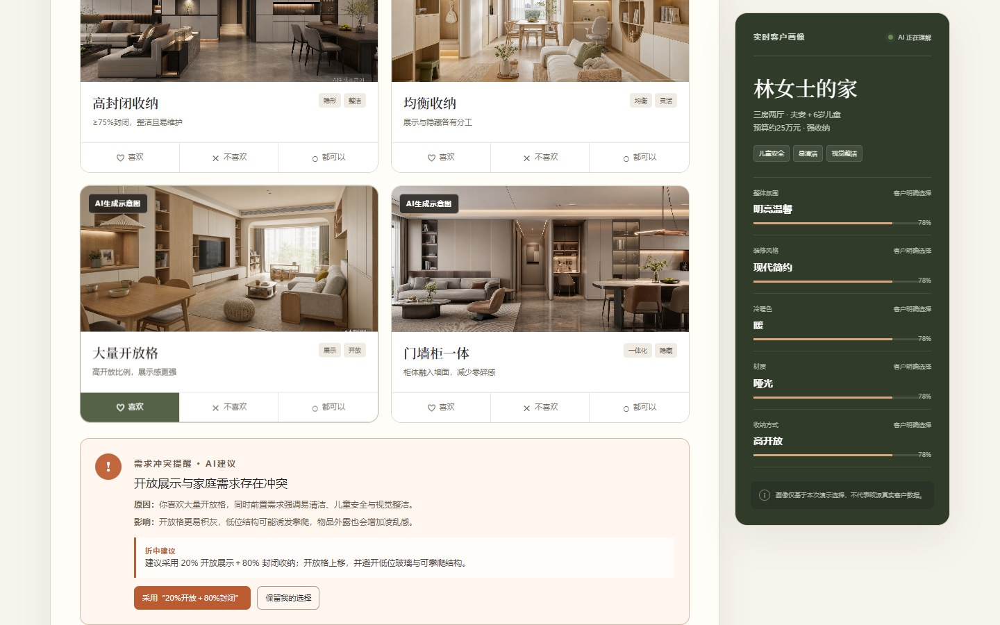 AI生成示意图
高封闭收纳
隐形 整洁
≥75%封闭，整洁且易维护
♡ 喜欢 × 不喜欢 ○ 都可以
均衡收纳
均衡 灵活
展示与隐藏各有分工
♡ 喜欢 × 不喜欢 ○ 都可以
AI生成示意图
大量开放格
展示 开放
高开放比例，展示感更强
♡ 喜欢 × 不喜欢 ○ 都可以
AI生成示意图
门墙柜一体
一体化 隐藏
柜体融入墙面，减少零碎感
♡ 喜欢 × 不喜欢 ○ 都可以
!
需求冲突提醒 · AI建议
开放展示与家庭需求存在冲突
原因：你喜欢大量开放格，同时前置需求强调易清洁、儿童安全与视觉整洁。
影响：开放格更易积灰，低位结构可能诱发攀爬，物品外露也会增加凌乱感。
折中建议
建议采用 20% 开放展示 + 80% 封闭收纳；开放格上移，并避开低位玻璃与可攀爬结构。
采用“20%开放 + 80%封闭”
保留我的选择
实时客户画像
AI 正在理解
林女士的家
三房两厅 · 夫妻 + 6岁儿童
预算约25万元 · 强收纳
儿童安全 易清洁 视觉整洁
整体氛围 客户明确选择
明亮温馨
78%
装修风格 客户明确选择
现代简约
78%
冷暖色 客户明确选择
暖
78%
材质 客户明确选择
哑光
78%
收纳方式 客户明确选择
高开放
78%
画像仅基于本次演示选择，不代表欧派真实客户数据。